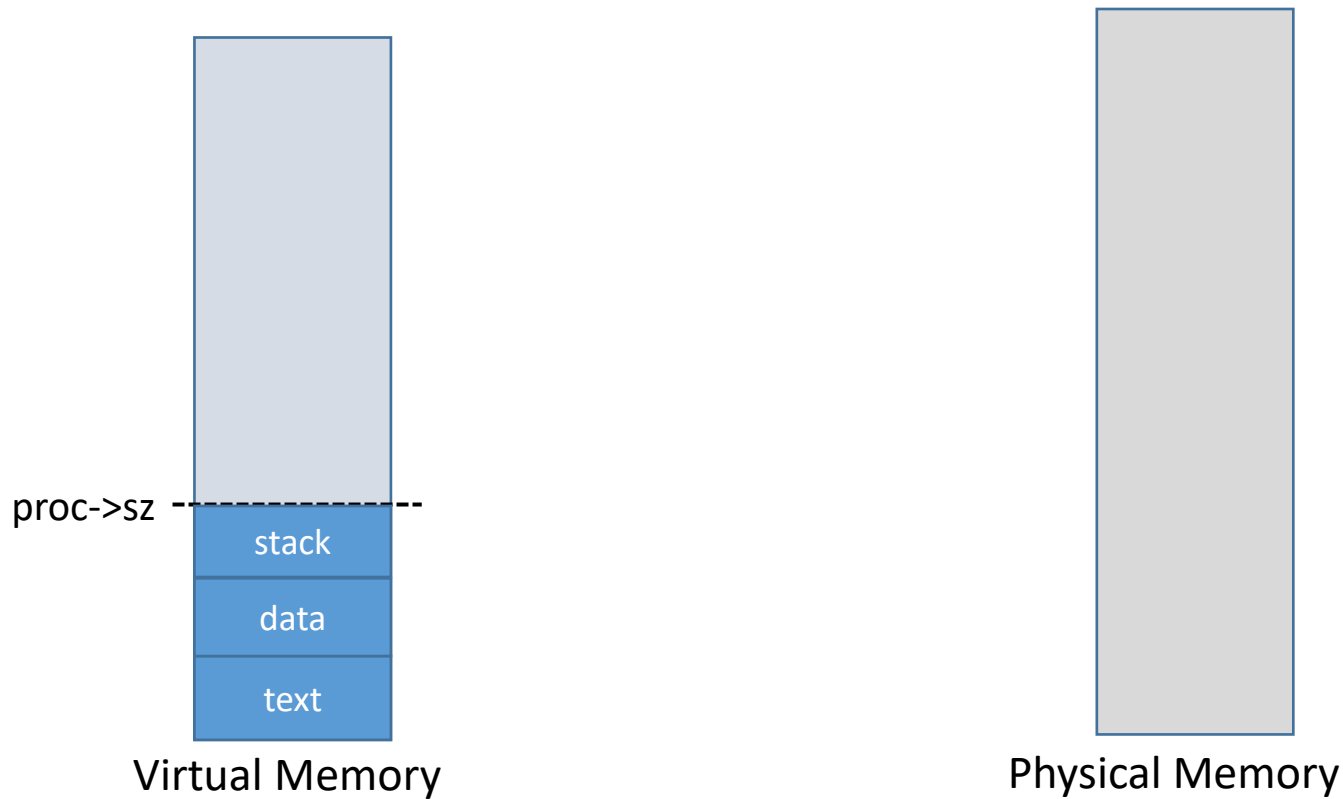 proc->sz
stack
data
text
Virtual Memory
Physical Memory